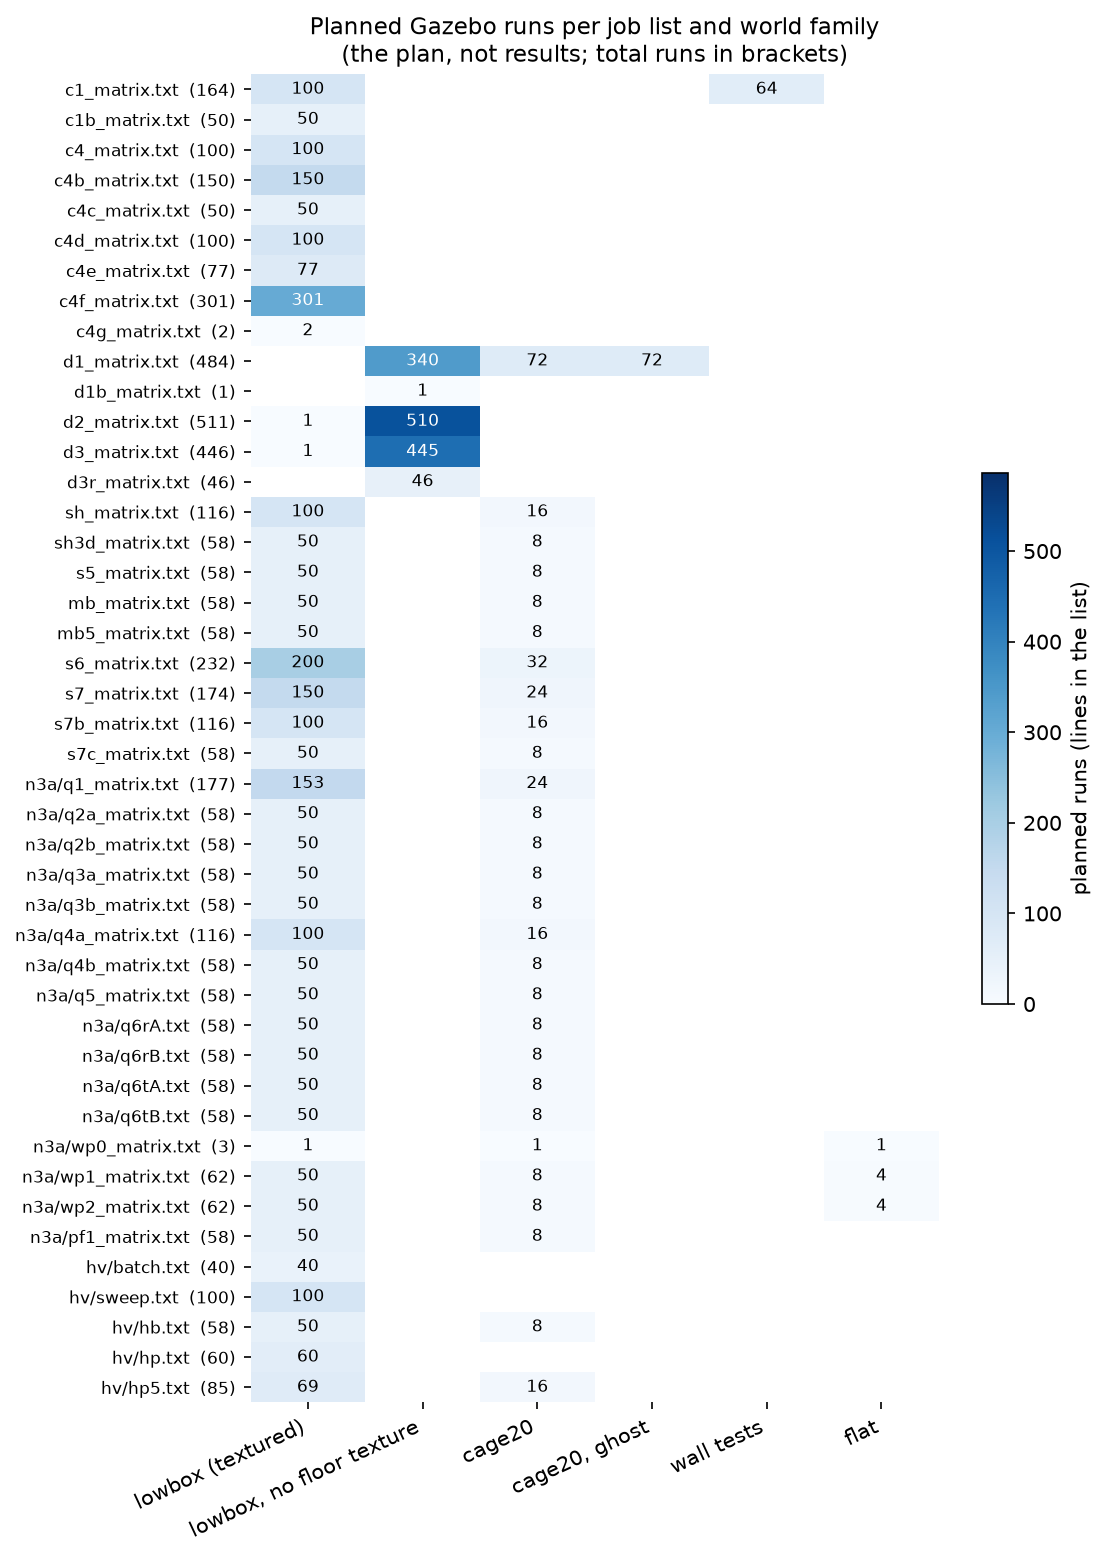 Planned Gazebo runs per job list and world family
(the plan, not results; total runs in brackets)
c1_matrix.txt (164) 100 64
c1b_matrix.txt (50) 50
c4_matrix.txt (100) 100
c4b_matrix.txt (150) 150
c4c_matrix.txt (50) 50
c4d_matrix.txt (100) 100
c4e_matrix.txt (77) 77
c4f_matrix.txt (301) 301
c4g_matrix.txt (2) 2
d1_matrix.txt (484) 340 72 72
d1b_matrix.txt (1) 1
d2_matrix.txt (511) 1 510
d3_matrix.txt (446) 1 445
d3r_matrix.txt (46) 46
sh_matrix.txt (116) 100 16
sh3d_matrix.txt (58) 50 8
s5_matrix.txt (58) 50 8
mb_matrix.txt (58) 50 8
mb5_matrix.txt (58) 50 8
s6_matrix.txt (232) 200 32
s7_matrix.txt (174) 150 24
s7b_matrix.txt (116) 100 16
s7c_matrix.txt (58) 50 8
n3a/q1_matrix.txt (177) 153 24
n3a/q2a_matrix.txt (58) 50 8
n3a/q2b_matrix.txt (58) 50 8
n3a/q3a_matrix.txt (58) 50 8
n3a/q3b_matrix.txt (58) 50 8
n3a/q4a_matrix.txt (116) 100 16
n3a/q4b_matrix.txt (58) 50 8
n3a/q5_matrix.txt (58) 50 8
n3a/q6rA.txt (58) 50 8
n3a/q6rB.txt (58) 50 8
n3a/q6tA.txt (58) 50 8
n3a/q6tB.txt (58) 50 8
n3a/wp0_matrix.txt (3) 1 1 1
n3a/wp1_matrix.txt (62) 50 8 4
n3a/wp2_matrix.txt (62) 50 8 4
n3a/pf1_matrix.txt (58) 50 8
hv/batch.txt (40) 40
hv/sweep.txt (100) 100
hv/hb.txt (58) 50 8
hv/hp.txt (60) 60
hv/hp5.txt (85) 69 16
lowbox (textured)
lowbox, no floor texture
cage20
cage20, ghost
wall tests
flat
500
400
300
200
100
0
planned runs (lines in the list)